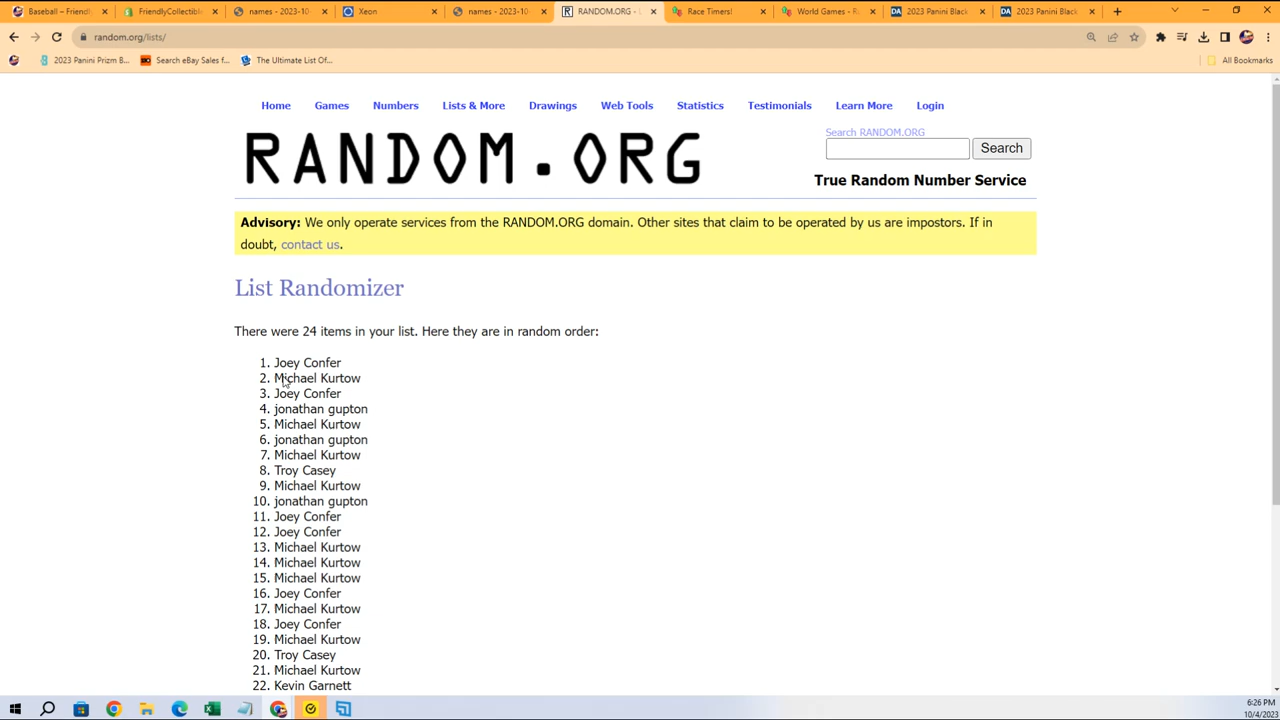 Baseball – Friendl
FriendlyCollectibl
names - 2023-10-
Xeon
names - 2023-10-
RANDOM.ORG - L
Race Timers!
World Games - R
2023 Panini Black
2023 Panini Black
random.org/lists/
2023 Panini Prizm B...
Search eBay Sales f...
The Ultimate List Of...
All Bookmarks
Home Games Numbers Lists & More Drawings Web Tools Statistics Testimonials Learn More Login
RANDOM.ORG
Search RANDOM.ORG
Search
True Random Number Service
Advisory: We only operate services from the RANDOM.ORG domain. Other sites that claim to be operated by us are impostors. If in
doubt, contact us.
List Randomizer
There were 24 items in your list. Here they are in random order:
1. Joey Confer
2. Michael Kurtow
3. Joey Confer
4. jonathan gupton
5. Michael Kurtow
6. jonathan gupton
7. Michael Kurtow
8. Troy Casey
9. Michael Kurtow
10. jonathan gupton
11. Joey Confer
12. Joey Confer
13. Michael Kurtow
14. Michael Kurtow
15. Michael Kurtow
16. Joey Confer
17. Michael Kurtow
18. Joey Confer
19. Michael Kurtow
20. Troy Casey
21. Michael Kurtow
22. Kevin Garnett
6:26 PM
10/4/2023